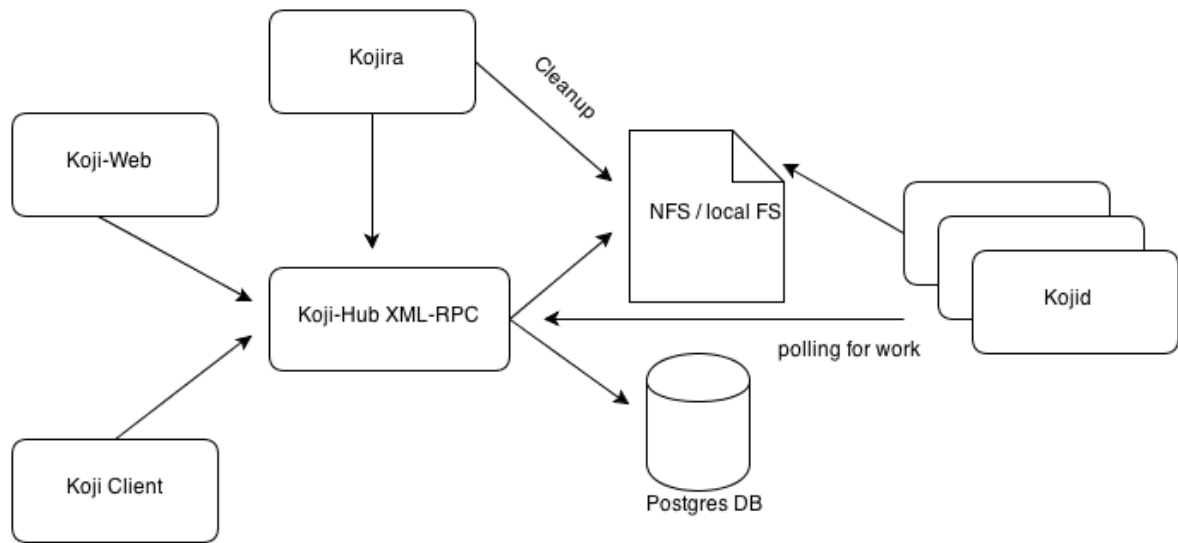 Kojira
Cleanup
Koji-Web
NFS / local FS
Kojid
Koji-Hub XML-RPC
polling for work
Koji Client
Postgres DB